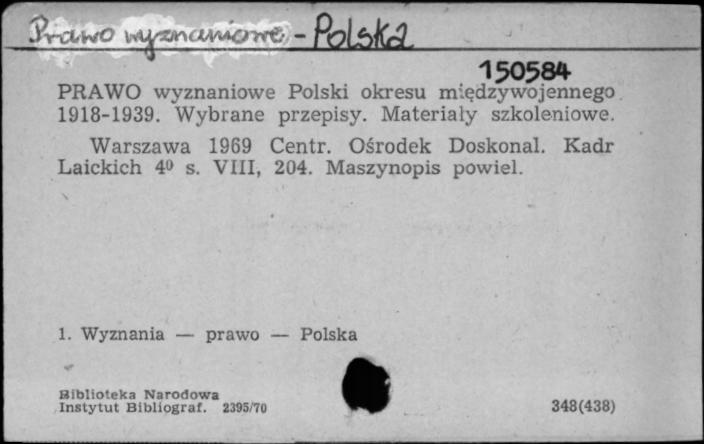 Prawo wyznaniowe - Polska
150584
PRAWO wyznaniowe Polski okresu międzywojennego
1918-1939. Wybrane przepisy. Materiały szkoleniowe.
Warszawa 1969 Centr. Ośrodek Doskonal. Kadr
Laickich 4⁰ s. VIII, 204. Maszynopis powiel.
1. Wyznania — prawo — Polska
Biblioteka Narodowa
Instytut Bibliograf. 2395/70
348(438)